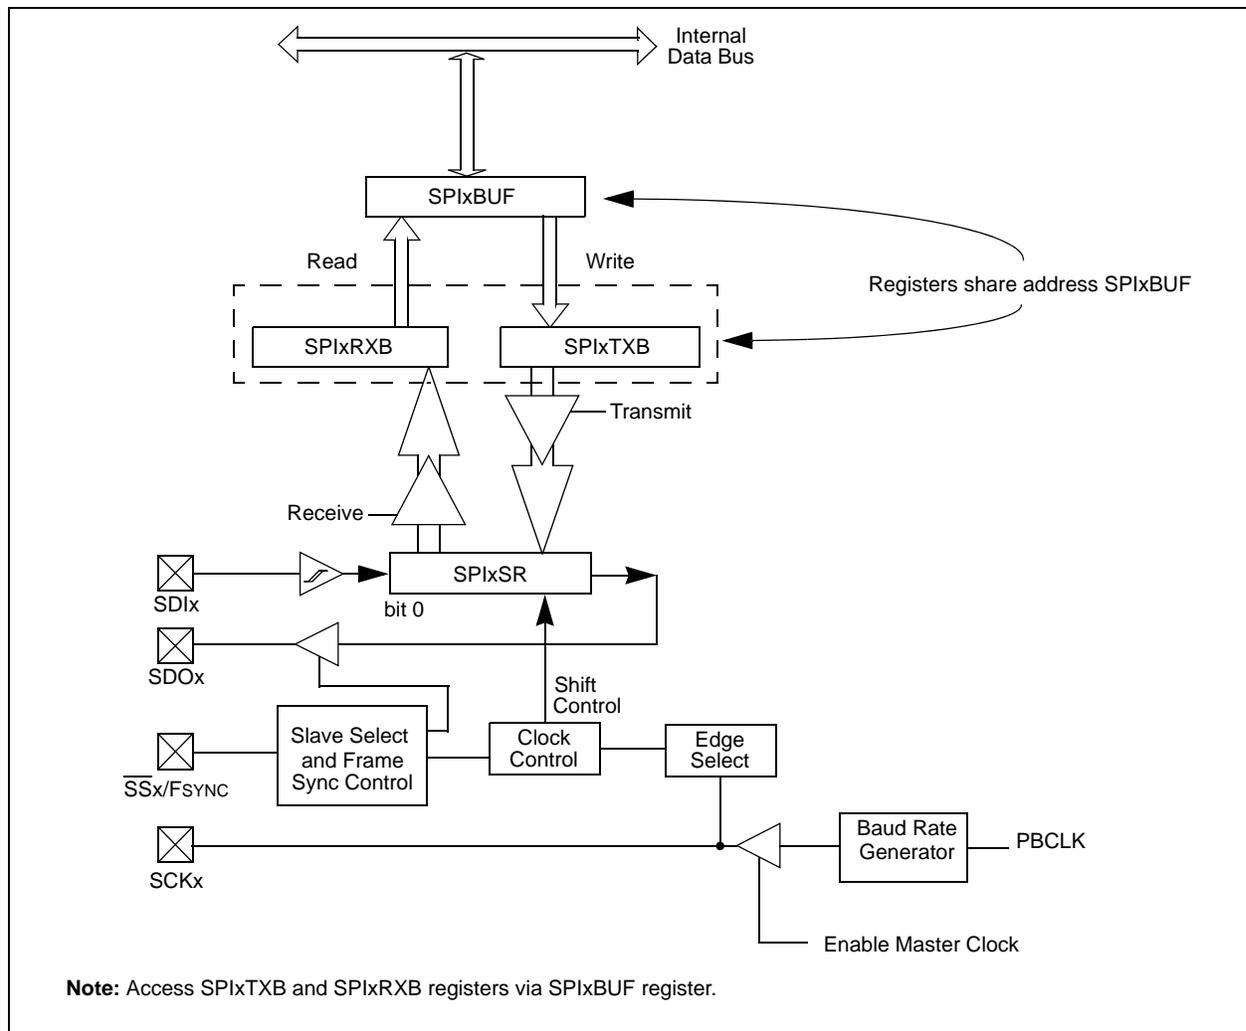 Internal
Data Bus
SPIxBUF
Read
Write
Registers share address SPIxBUF
SPIxRXB
SPIxTXB
Transmit
Receive
SPIxSR
SDIx
bit 0
SDOx
Shift
Control
Slave Select
and Frame
Sync Control
Clock
Control
Edge
Select
SSx/FSYNC
Baud Rate
Generator
PBCLK
SCKx
Enable Master Clock
Note: Access SPIxTXB and SPIxRXB registers via SPIxBUF register.